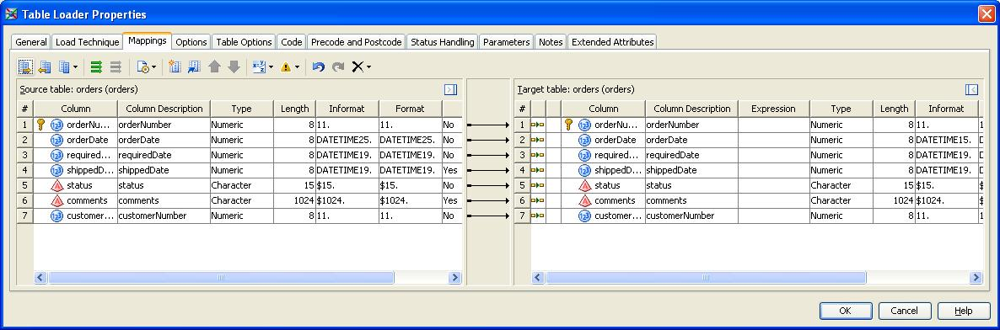 Table Loader Properties
General Load Technique Mappings Options Table Options Code Precode and Postcode Status Handling Parameters Notes Extended Attributes
Source table: orders (orders) Target table: orders (orders)
# Column Column Description Type Length Informat Format # Column Column Description Expression Type Length Informat
1 orderNu... orderNumber Numeric 8 11. 11. No 1 orderNu... orderNumber Numeric 8 11. 1
2 orderDate orderDate Numeric 8 DATETIME25. DATETIME25. No 2 orderDate orderDate Numeric 8 DATETIME15. D
3 required... requiredDate Numeric 8 DATETIME19. DATETIME19. No 3 required... requiredDate Numeric 8 DATETIME19. D
4 shippedD... shippedDate Numeric 8 DATETIME19. DATETIME19. Yes 4 shippedD... shippedDate Numeric 8 DATETIME19. D
5 status status Character 15 $15. $15. No 5 status status Character 15 $15. $
6 comments comments Character 1024 $1024. $1024. Yes 6 comments comments Character 1024 $1024. $
7 customer... customerNumber Numeric 8 11. 11. No 7 customer... customerNumber Numeric 8 11. 1
OK Cancel Help